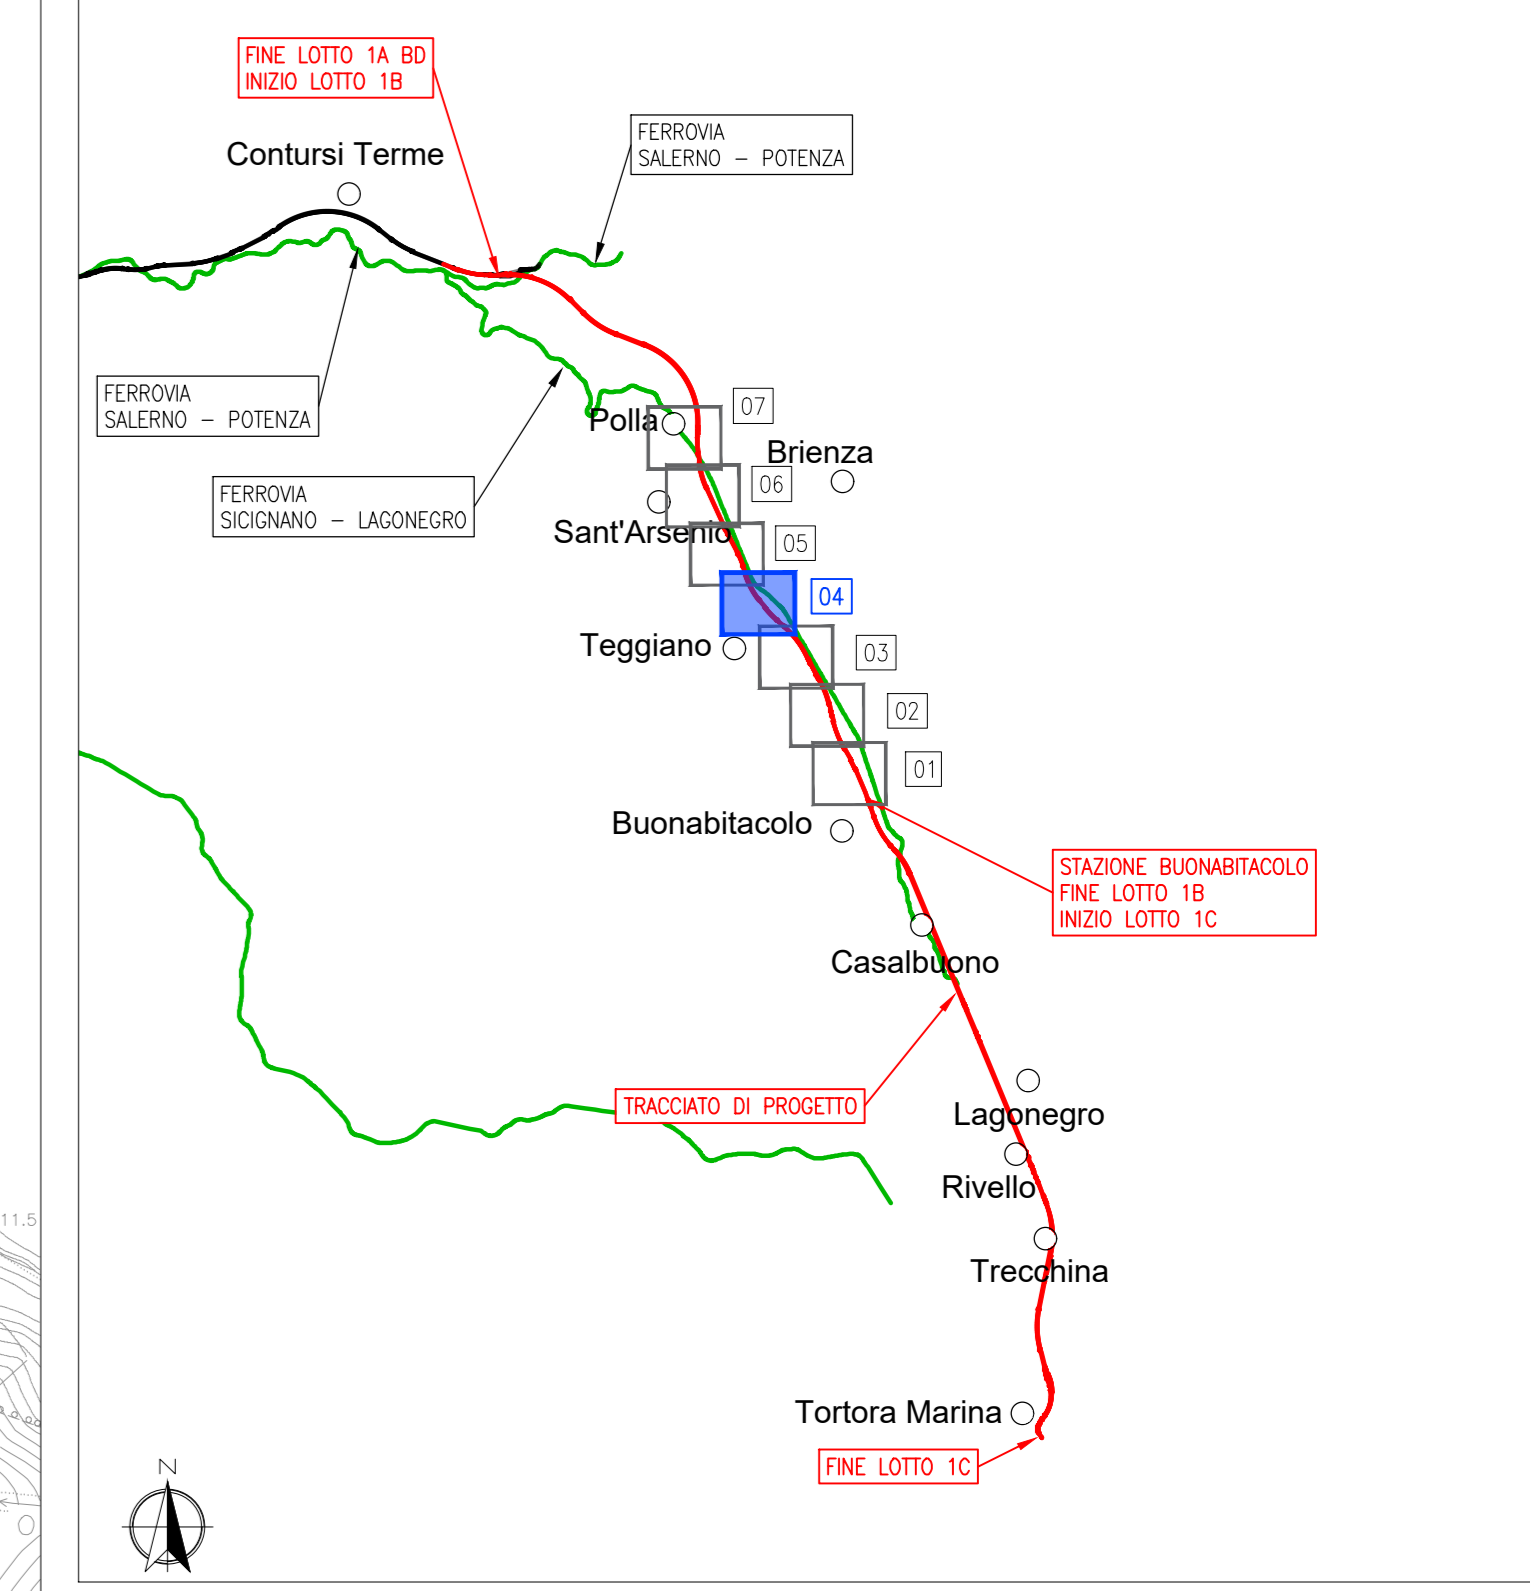 FINE LOTTO 1A BD
INIZIO LOTTO 1B
FERROVIA
SALERNO – POTENZA
Contursi Terme
FERROVIA
SALERNO – POTENZA
07
Polla
Brienza
06
FERROVIA
SICIGNANO – LAGONEGRO
Sant'Arsenio
05
04
Teggiano
03
02
01
Buonabitacolo
STAZIONE BUONABITACOLO
FINE LOTTO 1B
INIZIO LOTTO 1C
Casalbuono
TRACCIATO DI PROGETTO
Lagonegro
Rivello
11.5
Trecchina
Tortora Marina
FINE LOTTO 1C
N